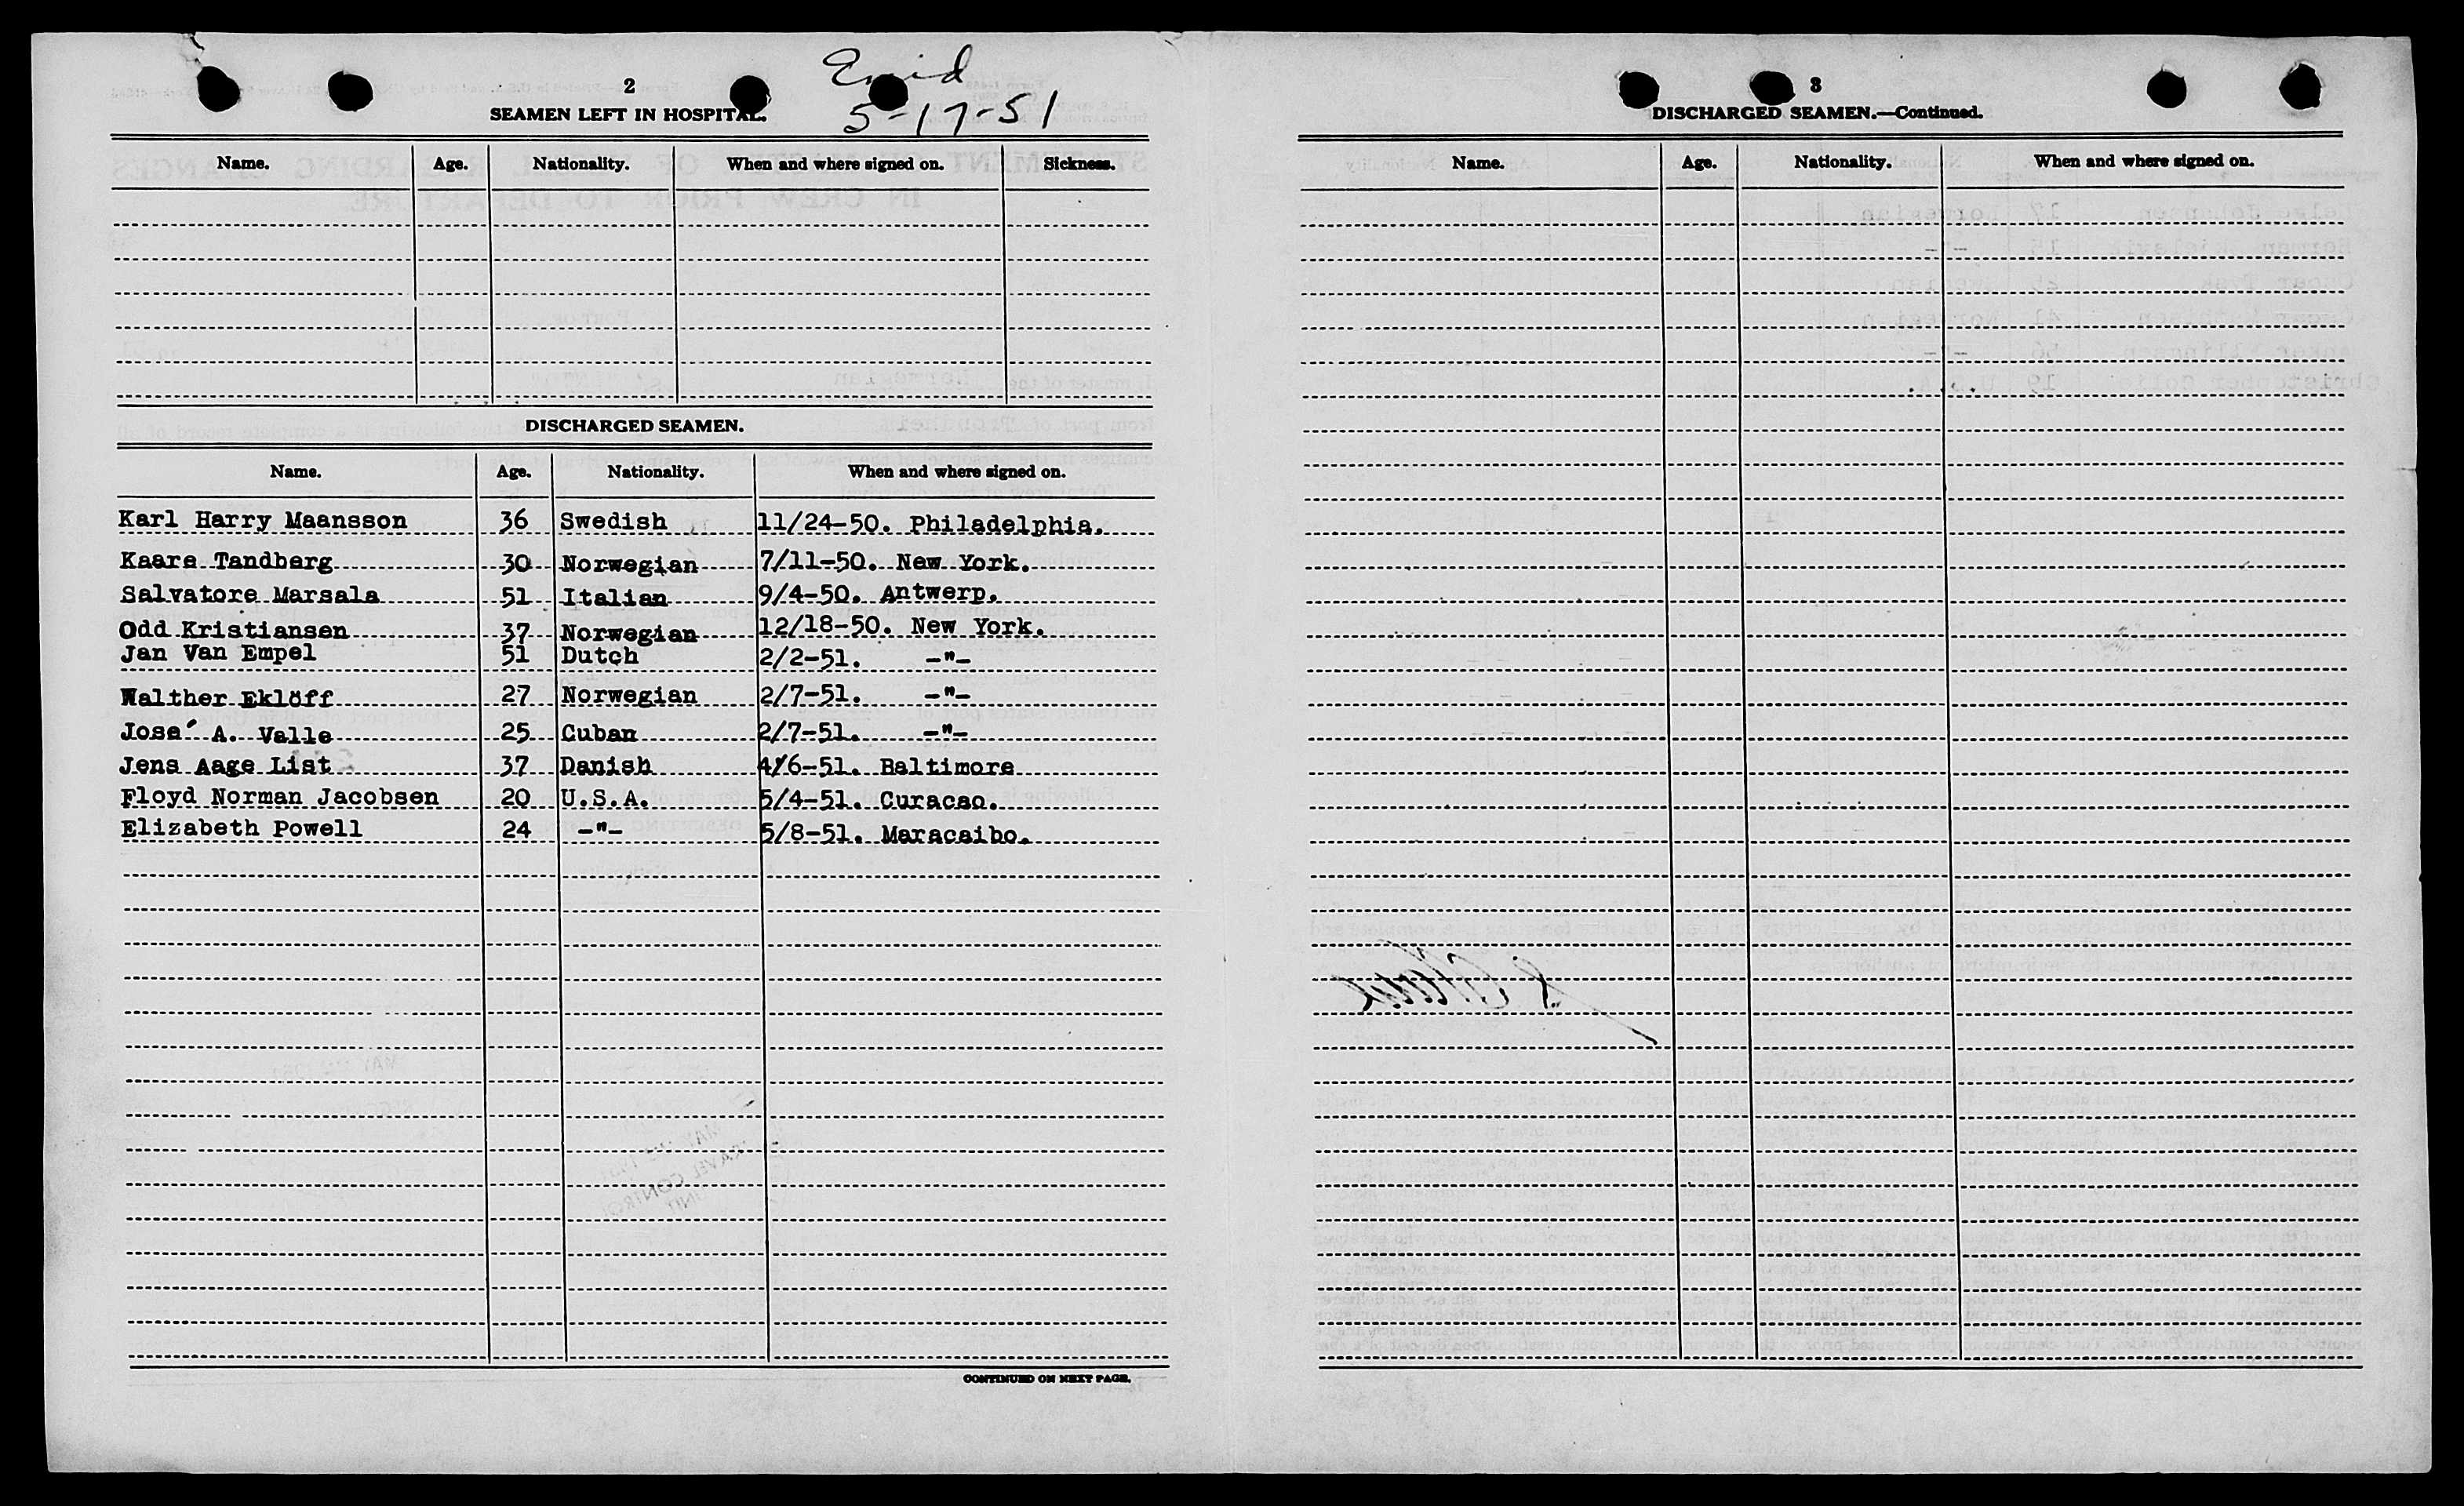 Enid
5-17-51
2
SEAMEN LEFT IN HOSPITAL.
Name. Age. Nationality. When and where signed on. Sickness.
DISCHARGED SEAMEN.
Name. Age. Nationality. When and where signed on.
Karl Harry Maansson 36 Swedish 11/24-50. Philadelphia.
Kaare Tandberg 30 Norwegian 7/11-50. New York.
Salvatore Marsala 51 Italian 9/4-50. Antwerp.
Odd Kristiansen 37 Norwegian 12/18-50. New York.
Jan Van Empel 51 Dutch 2/2-51. -"-
Walther Eklöff 27 Norwegian 2/7-51. -"-
Jose´ A. Valle 25 Cuban 2/7-51. -"-
Jens Aage List 37 Danish 4/6-51. Baltimore
Floyd Norman Jacobsen 20 U.S.A. 5/4-51. Curacao.
Elizabeth Powell 24 -"- 5/8-51. Maracaibo.
CONTINUED ON NEXT PAGE.
3
DISCHARGED SEAMEN.—Continued.
Name. Age. Nationality. When and where signed on.